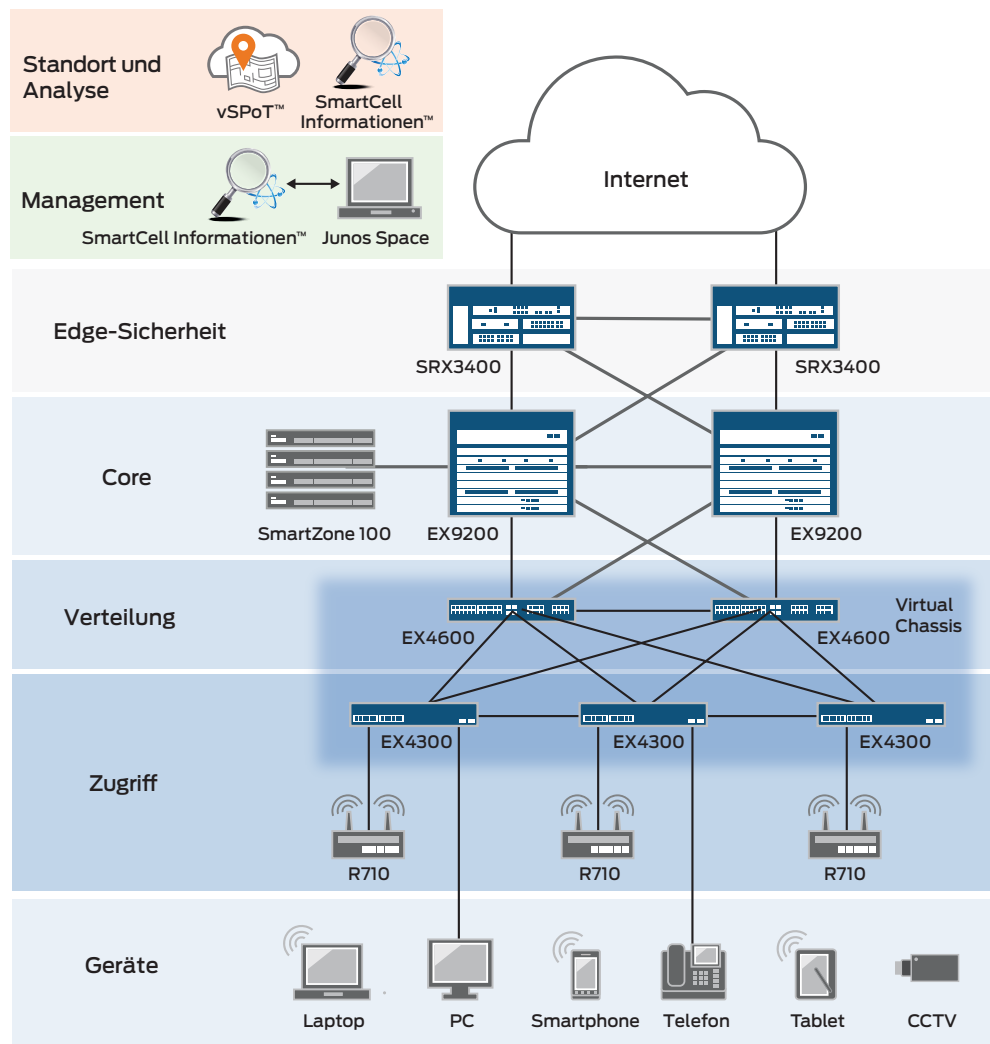 Standort und
Analyse
vSPoT™
SmartCell
Informationen™
Management
SmartCell Informationen™
Junos Space
Internet
Edge-Sicherheit
SRX3400
SRX3400
Core
SmartZone 100
EX9200
EX9200
Verteilung
EX4600
EX4600
Virtual
Chassis
Zugriff
EX4300
EX4300
EX4300
R710
R710
R710
Geräte
Laptop
PC
Smartphone
Telefon
Tablet
CCTV